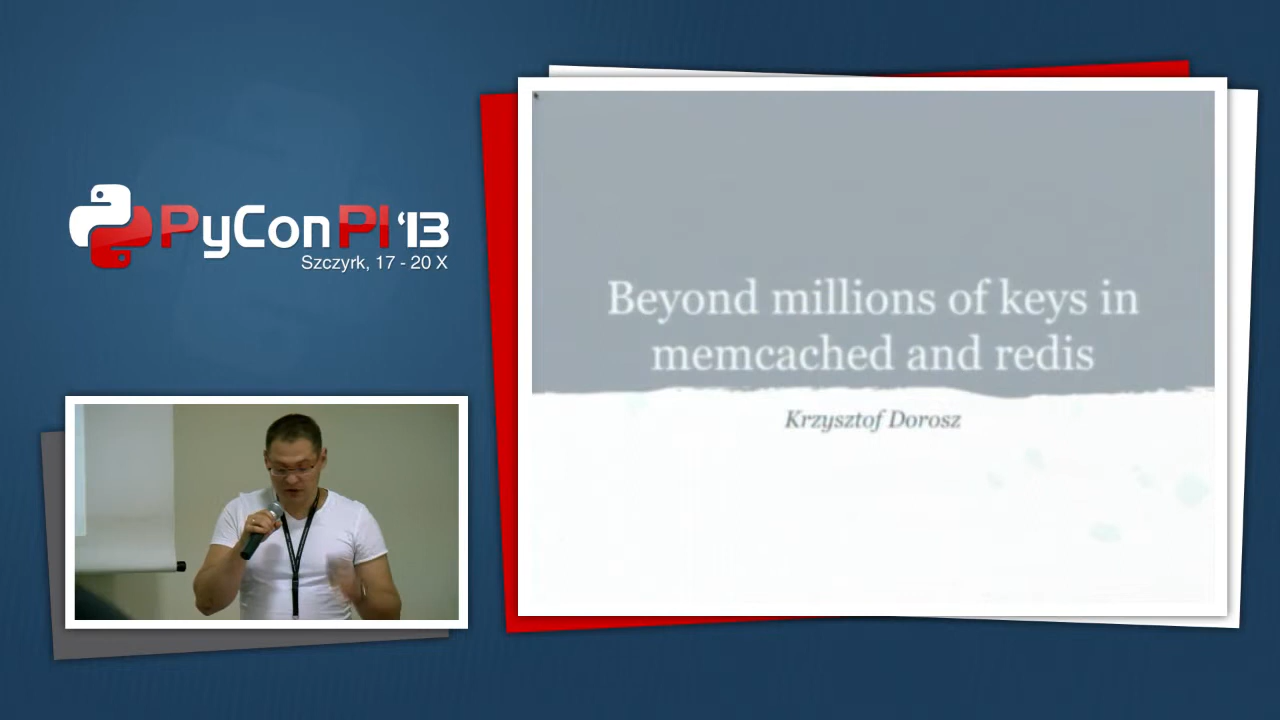 PyConPl '13
Szczyrk, 17 - 20 X
Beyond millions of keys in
memcached and redis
Krzysztof Dorosz